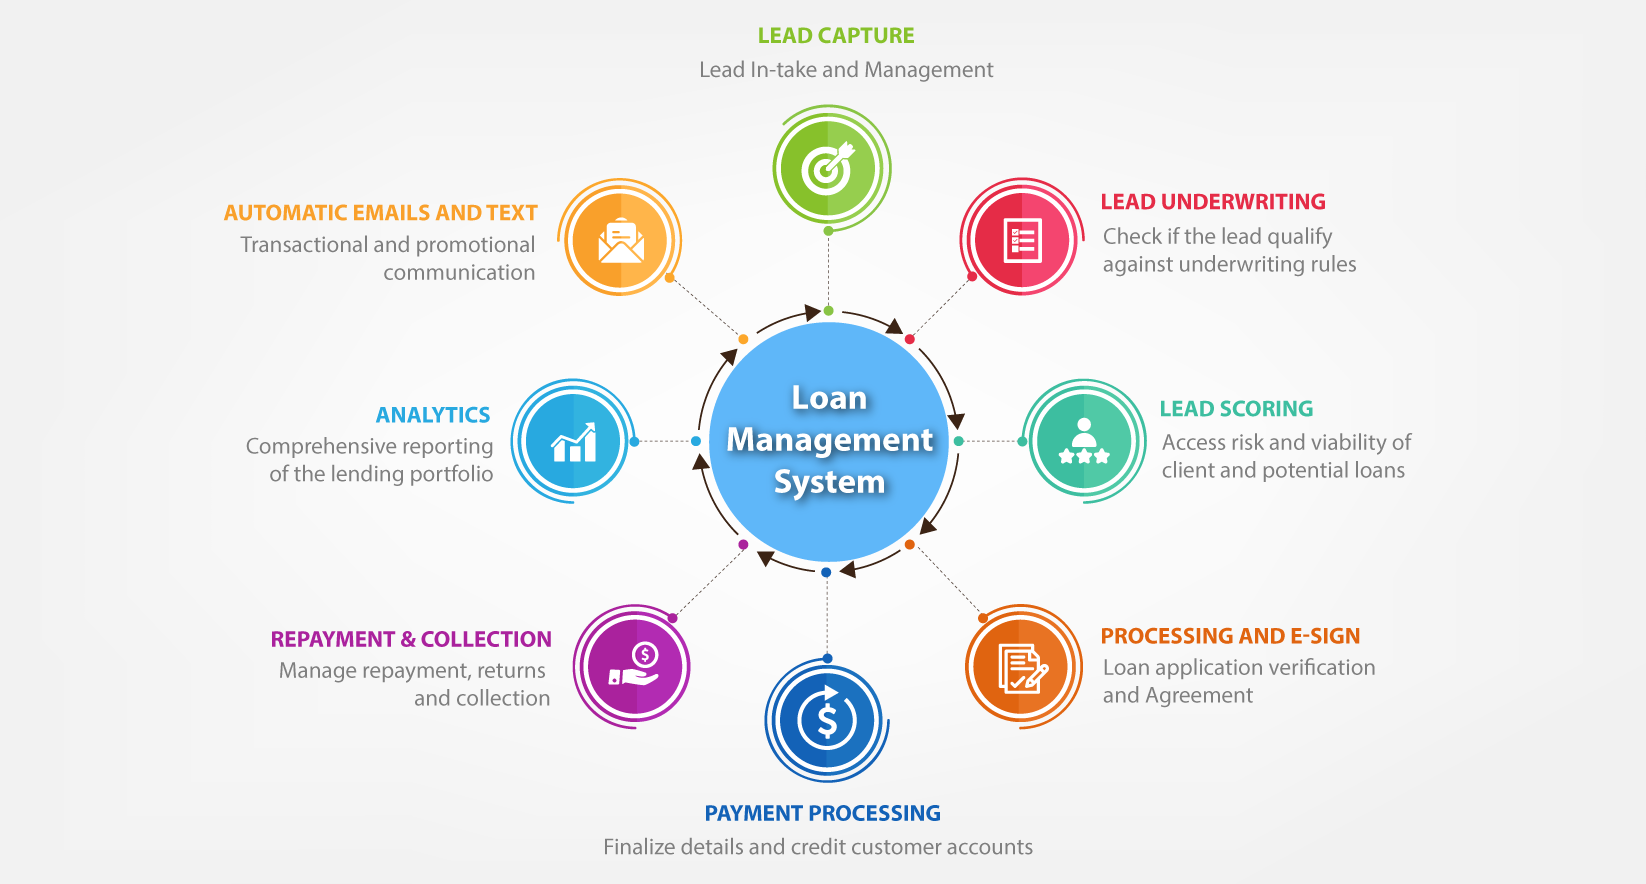 LEAD CAPTURE
Lead In-take and Management
LEAD UNDERWRITING
Check if the lead qualify
against underwriting rules
LEAD SCORING
Access risk and viability of
client and potential loans
PROCESSING AND E-SIGN
Loan application verification
and Agreement
PAYMENT PROCESSING
Finalize details and credit customer accounts
REPAYMENT & COLLECTION
Manage repayment, returns
and collection
ANALYTICS
Comprehensive reporting
of the lending portfolio
AUTOMATIC EMAILS AND TEXT
Transactional and promotional
communication
Loan
Management
System
$
$